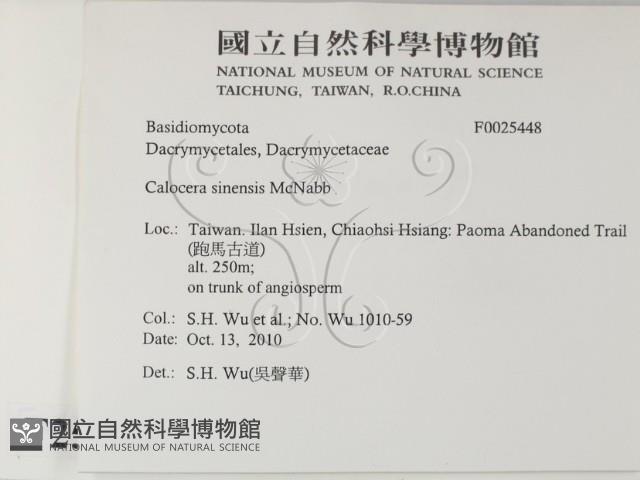 國立自然科學博物館
NATIONAL MUSEUM OF NATURAL SCIENCE
TAICHUNG, TAIWAN, R.O.CHINA
Basidiomycota F0025448
Dacrymycetales, Dacrymycetaceae
Calocera sinensis McNabb
Loc.: Taiwan. Ilan Hsien, Chiaohsi Hsiang: Paoma Abandoned Trail
(跑馬古道)
alt. 250m;
on trunk of angiosperm
Col.: S.H. Wu et al.; No. Wu 1010-59
Date: Oct. 13, 2010
Det.: S.H. Wu(吳聲華)
國立自然科學博物館
NATIONAL MUSEUM OF NATURAL SCIENCE